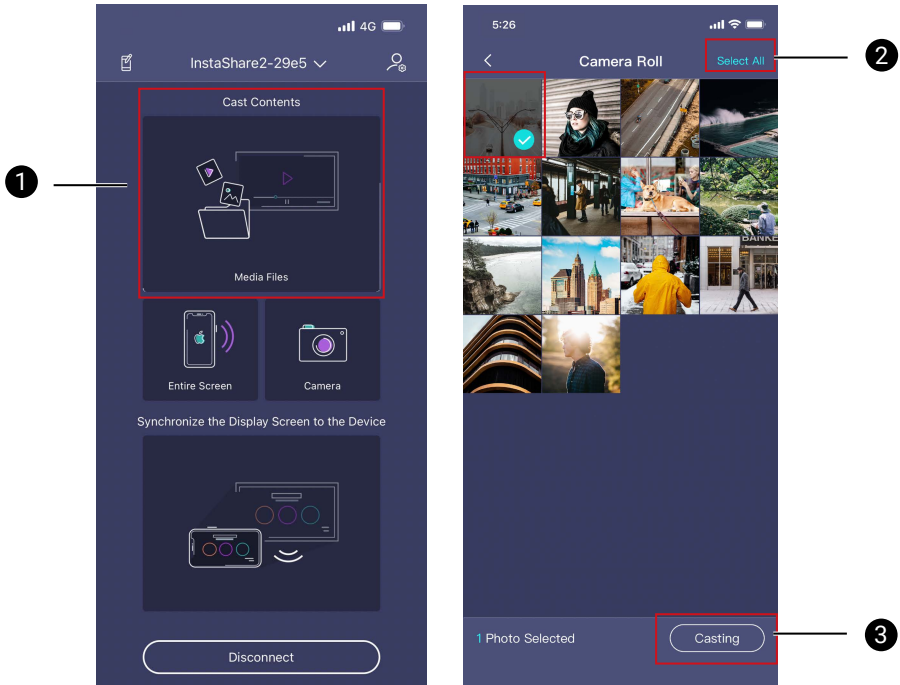 4G
InstaShare2-29e5
Cast Contents
Media Files
Entire Screen
Camera
Synchronize the Display Screen to the Device
Disconnect
1
5:26
Camera Roll
Select All
BANKE
1 Photo Selected
Casting
2
3